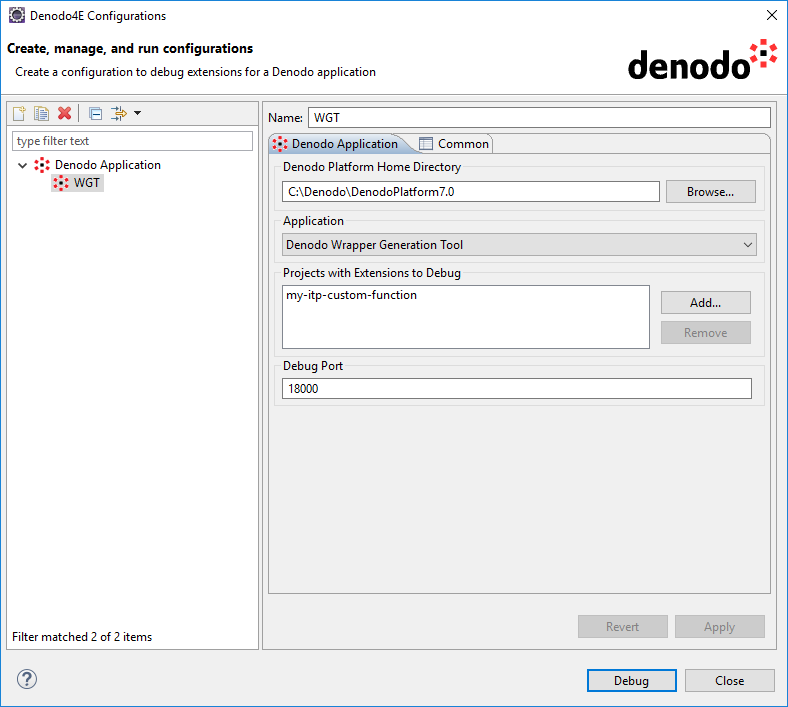 Denodo4E Configurations
Create, manage, and run configurations
Create a configuration to debug extensions for a Denodo application
denodo
type filter text
Denodo Application
WGT
Filter matched 2 of 2 items
Name: WGT
Denodo Application Common
Denodo Platform Home Directory
C:\Denodo\DenodoPlatform7.0 Browse...
Application
Denodo Wrapper Generation Tool
Projects with Extensions to Debug
my-itp-custom-function
Add...
Remove
Debug Port
18000
Revert Apply
? Debug Close